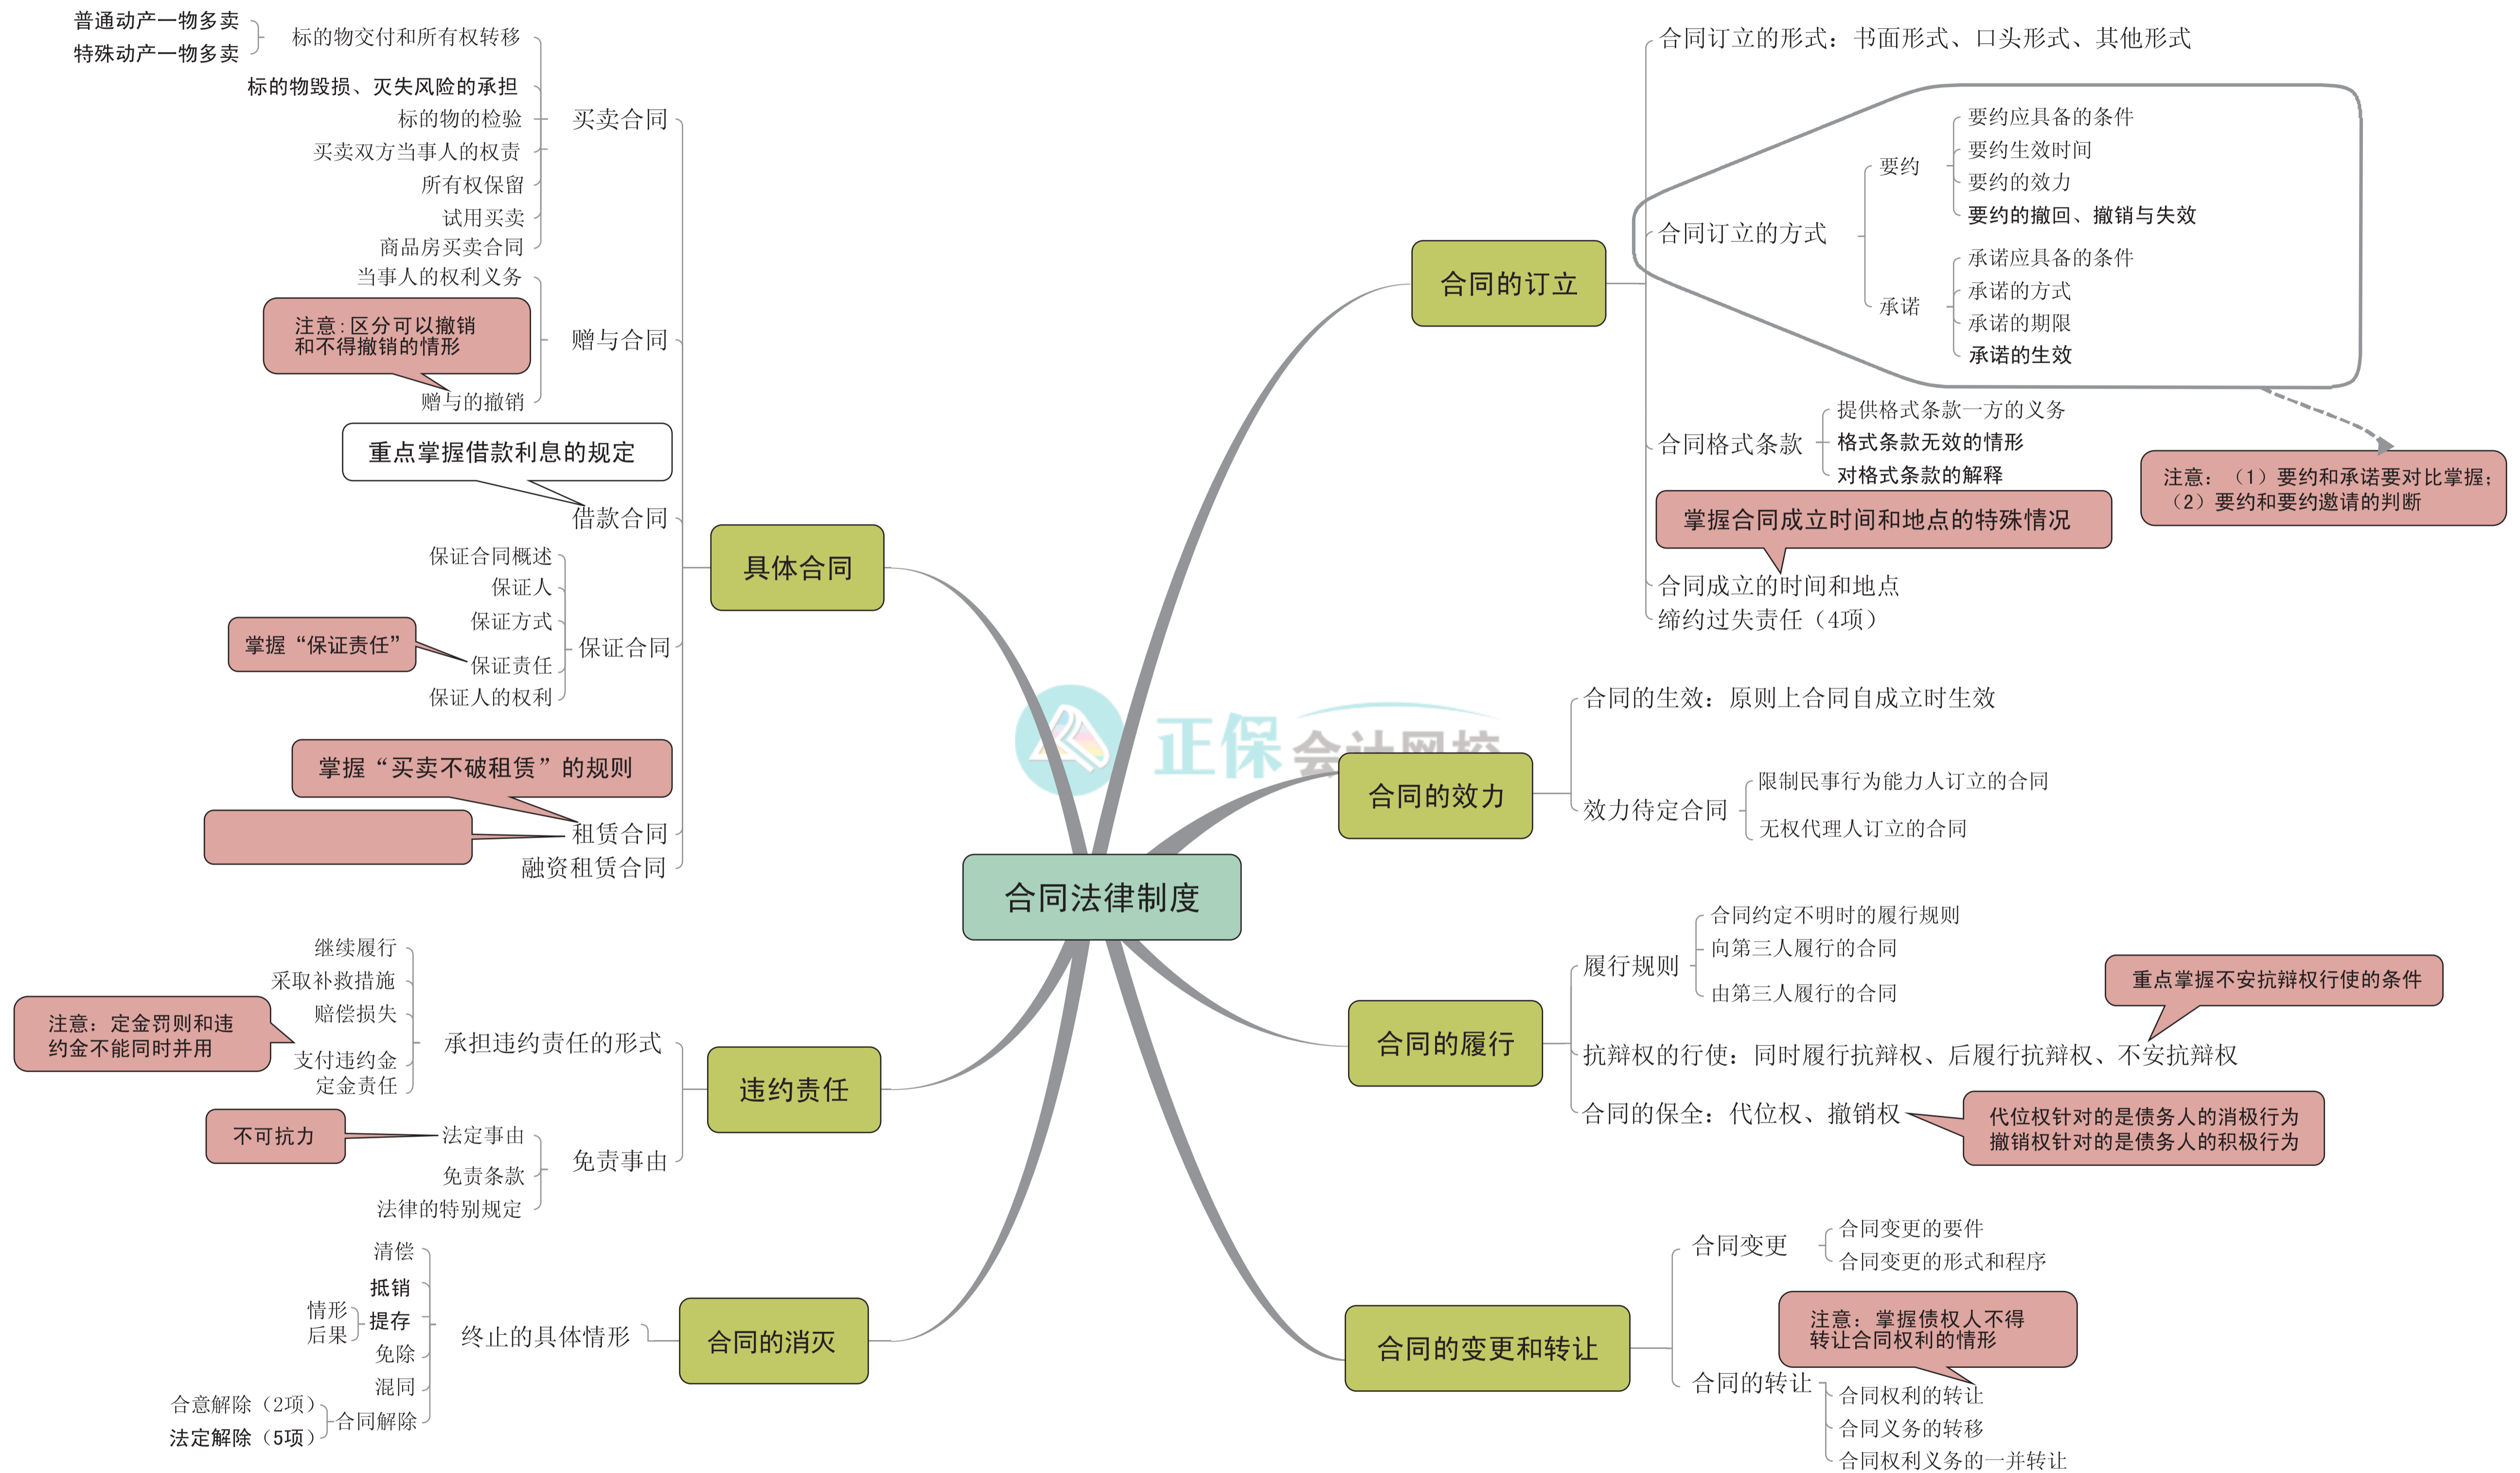 合同法律制度
合同的订立
合同订立的形式：书面形式、口头形式、其他形式
合同订立的方式
要约
要约应具备的条件
要约生效时间
要约的效力
要约的撤回、撤销与失效
承诺
承诺应具备的条件
承诺的方式
承诺的期限
承诺的生效
注意：（1）要约和承诺要对比掌握；
（2）要约和要约邀请的判断
合同格式条款
提供格式条款一方的义务
格式条款无效的情形
对格式条款的解释
掌握合同成立时间和地点的特殊情况
合同成立的时间和地点
缔约过失责任（4项）
合同的效力
合同的生效：原则上合同自成立时生效
效力待定合同
限制民事行为能力人订立的合同
无权代理人订立的合同
合同的履行
履行规则
合同约定不明时的履行规则
向第三人履行的合同
由第三人履行的合同
重点掌握不安抗辩权行使的条件
抗辩权的行使：同时履行抗辩权、后履行抗辩权、不安抗辩权
合同的保全：代位权、撤销权
代位权针对的是债务人的消极行为
撤销权针对的是债务人的积极行为
合同的变更和转让
合同变更
合同变更的要件
合同变更的形式和程序
注意：掌握债权人不得
转让合同权利的情形
合同的转让
合同权利的转让
合同义务的转移
合同权利义务的一并转让
具体合同
买卖合同
标的物交付和所有权转移
普通动产一物多卖
特殊动产一物多卖
标的物毁损、灭失风险的承担
标的物的检验
买卖双方当事人的权责
所有权保留
试用买卖
商品房买卖合同
赠与合同
当事人的权利义务
注意：区分可以撤销
和不得撤销的情形
赠与的撤销
重点掌握借款利息的规定
借款合同
保证合同
保证合同概述
保证人
保证方式
掌握“保证责任”
保证责任
保证人的权利
掌握“买卖不破租赁”的规则
租赁合同
融资租赁合同
违约责任
承担违约责任的形式
继续履行
采取补救措施
赔偿损失
注意：定金罚则和违
约金不能同时并用
支付违约金
定金责任
免责事由
不可抗力
法定事由
免责条款
法律的特别规定
合同的消灭
终止的具体情形
清偿
抵销
提存
情形
后果
免除
混同
合同解除
合意解除（2项）
法定解除（5项）
正保会计网校